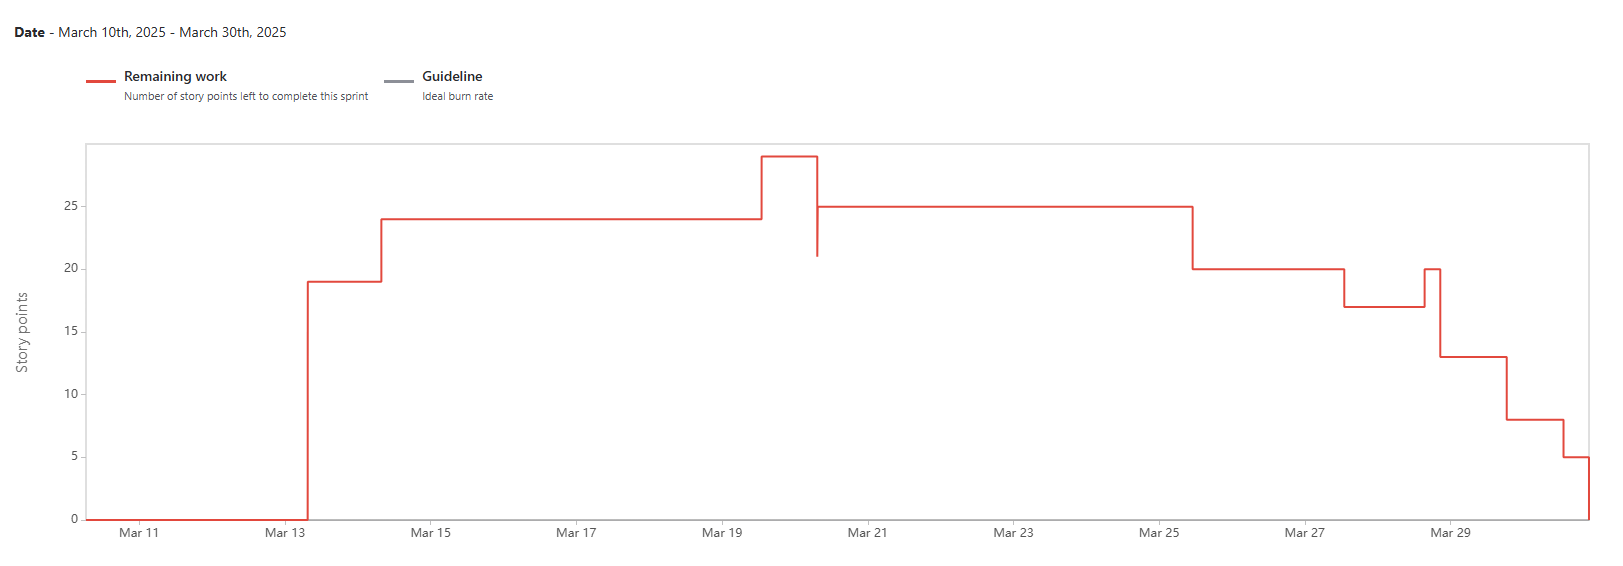 Date - March 10th, 2025 - March 30th, 2025
Remaining work
Number of story points left to complete this sprint
Guideline
Ideal burn rate
Story points
25
20
15
10
5
0
Mar 11
Mar 13
Mar 15
Mar 17
Mar 19
Mar 21
Mar 23
Mar 25
Mar 27
Mar 29